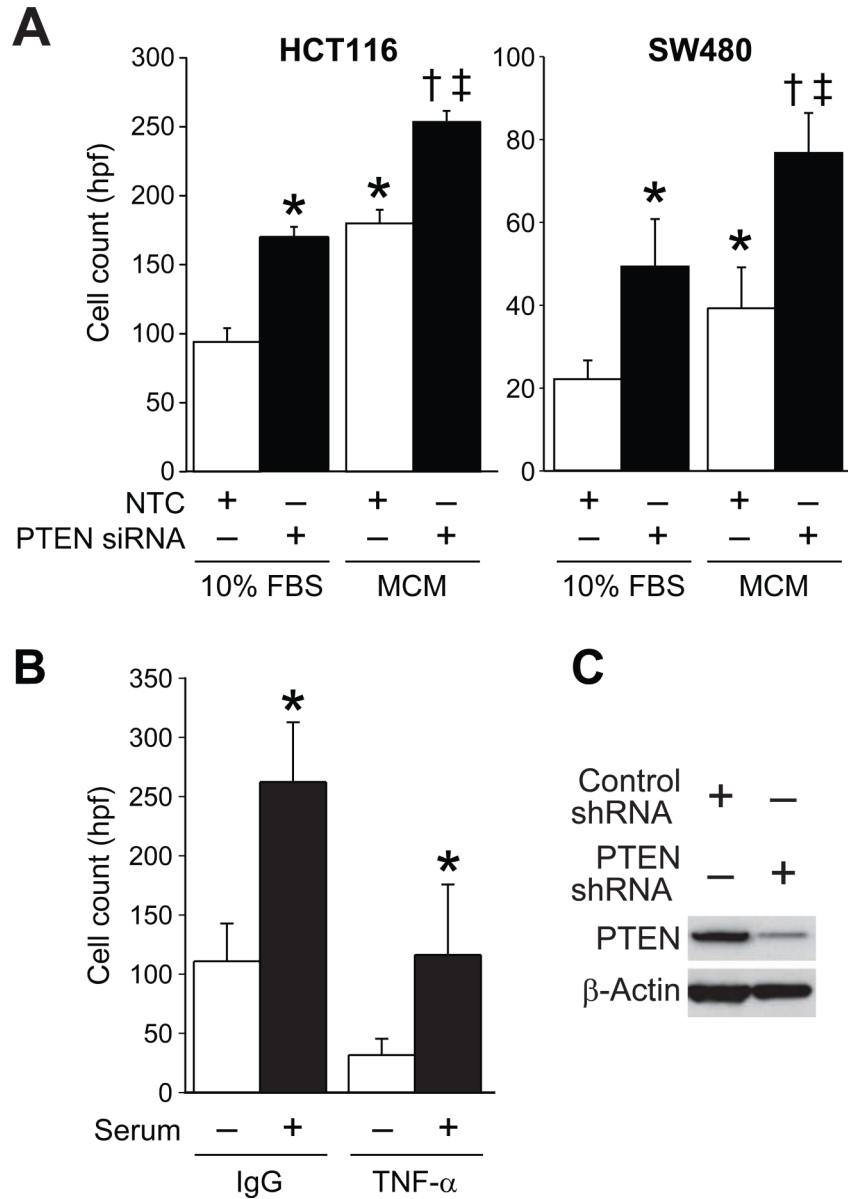 A
HCT116
SW480
300
250
200
150
100
50
0
Cell count (hpf)
* * † ‡
100
80
60
40
20
0
* * † ‡
NTC + – + – + – + –
PTEN siRNA – + – + – + – +
10% FBS MCM 10% FBS MCM
B
350
300
250
200
150
100
50
0
Cell count (hpf)
* *
Serum – + – +
IgG TNF-α
C
Control
shRNA + –
PTEN
shRNA – +
PTEN
β-Actin